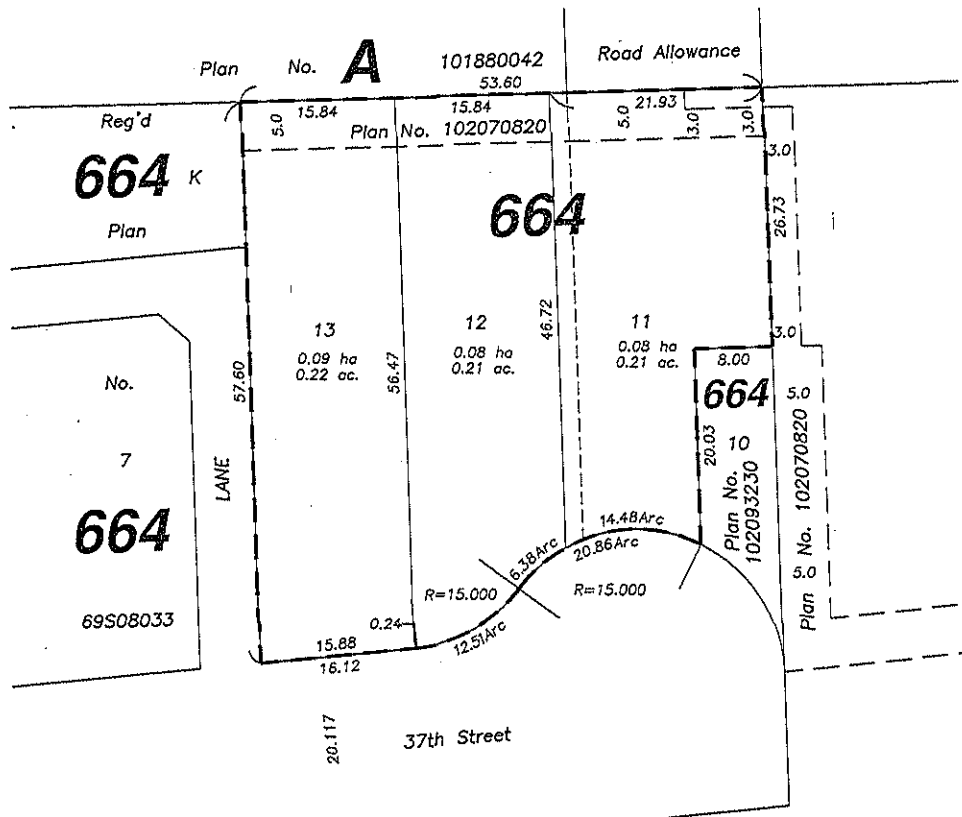 Plan No. A 101880042 Road Allowance
53.60
15.84 15.84 21.93
5.0 5.0 3.0 3.0
Plan No. 102070820
Reg'd
664 K
Plan
664
3.0
26.73
3.0
13
0.09 ha
0.22 ac.
12
0.08 ha
0.21 ac.
11
0.08 ha
0.21 ac.
57.60
56.47
46.72
8.00
664
10
20.03
Plan No.
102093230
5.0
Plan No. 102070820
5.0
No.
7
664
69S08033
LANE
14.48Arc
20.86Arc
6.38Arc
R=15.000
R=15.000
12.51Arc
0.24
15.88
16.12
20.117
37th Street